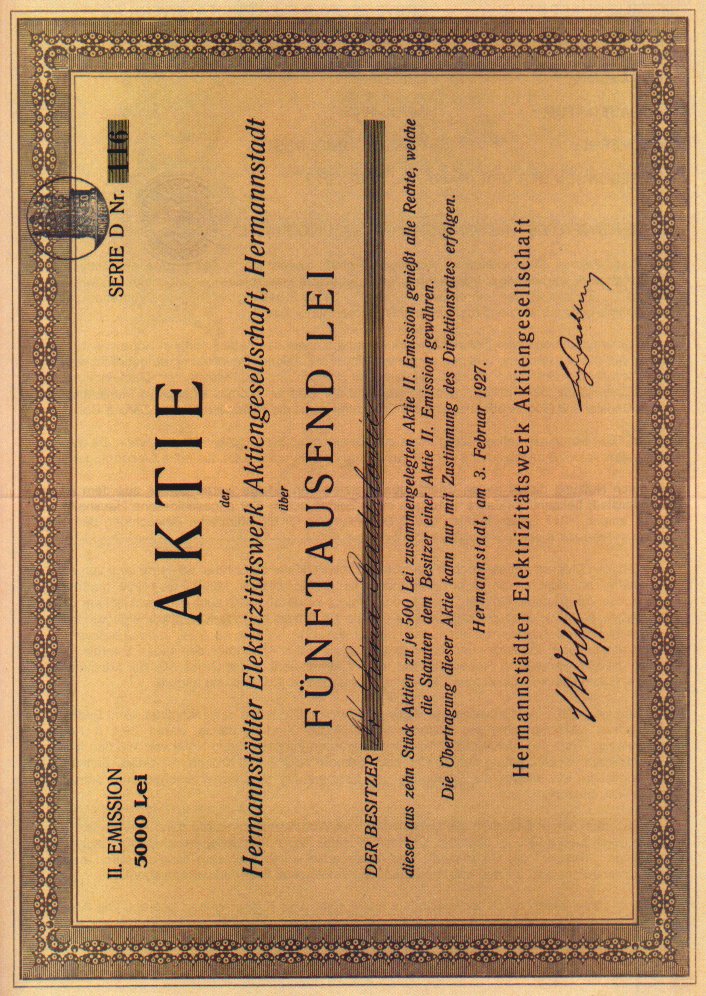 II. EMISSION
5000 Lei
SERIE D Nr. 116
AKTIE
der
Hermannstädter Elektrizitätswerk Aktiengesellschaft, Hermannstadt
über
FÜNFTAUSEND LEI
DER BESITZER
dieser aus zehn Stück Aktien zu je 500 Lei zusammengelegten Aktie II. Emission genießt alle Rechte, welche
die Statuten dem Besitzer einer Aktie II. Emission gewähren.
Die Übertragung dieser Aktie kann nur mit Zustimmung des Direktionsrates erfolgen.
Hermannstadt, am 3. Februar 1927.
Hermannstädter Elektrizitätswerk Aktiengesellschaft
Wolff